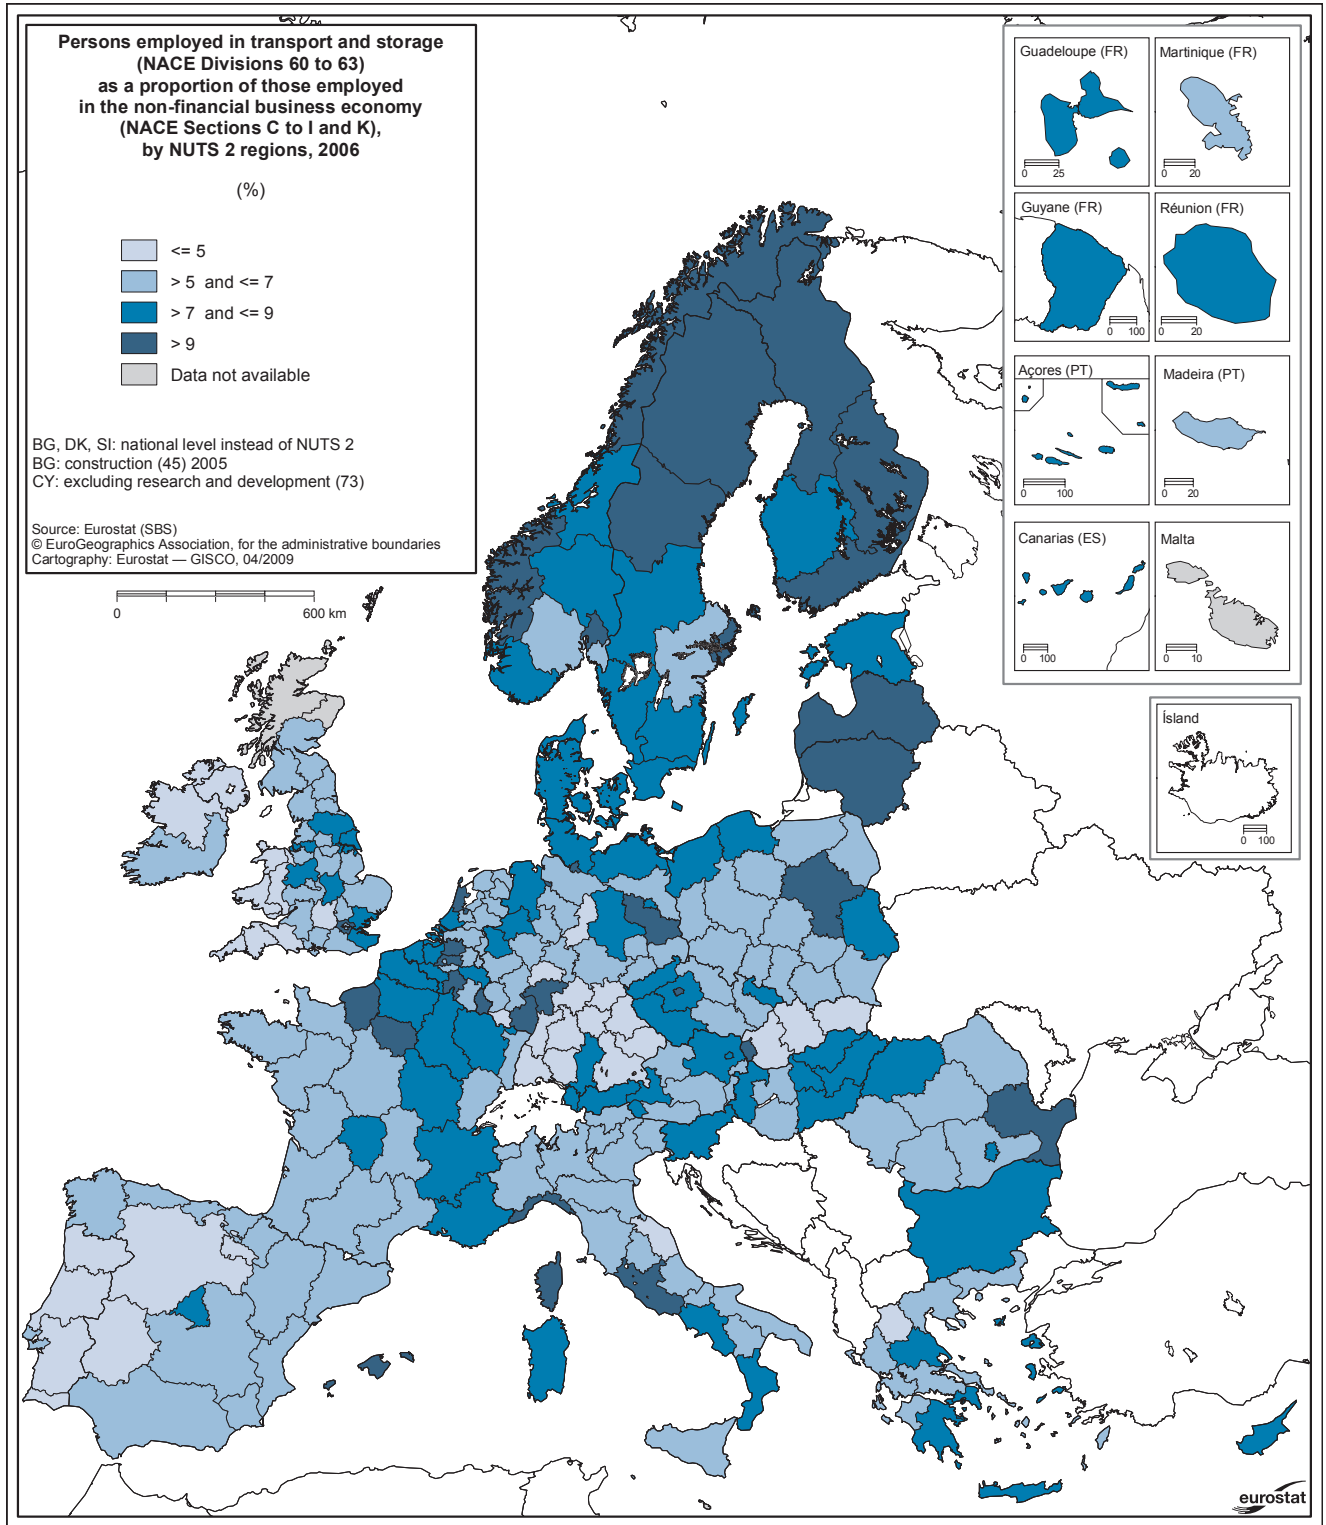 Persons employed in transport and storage
(NACE Divisions 60 to 63)
as a proportion of those employed
in the non-financial business economy
(NACE Sections C to I and K),
by NUTS 2 regions, 2006
(%)
<= 5
> 5 and <= 7
> 7 and <= 9
> 9
Data not available
BG, DK, SI: national level instead of NUTS 2
BG: construction (45) 2005
CY: excluding research and development (73)
Source: Eurostat (SBS)
© EuroGeographics Association, for the administrative boundaries
Cartography: Eurostat — GISCO, 04/2009
0 600 km
Guadeloupe (FR)
0 25
Martinique (FR)
0 20
Guyane (FR)
0 100
Réunion (FR)
0 20
Açores (PT)
0 100
Madeira (PT)
0 20
Canarias (ES)
0 100
Malta
0 10
Ísland
0 100
eurostat